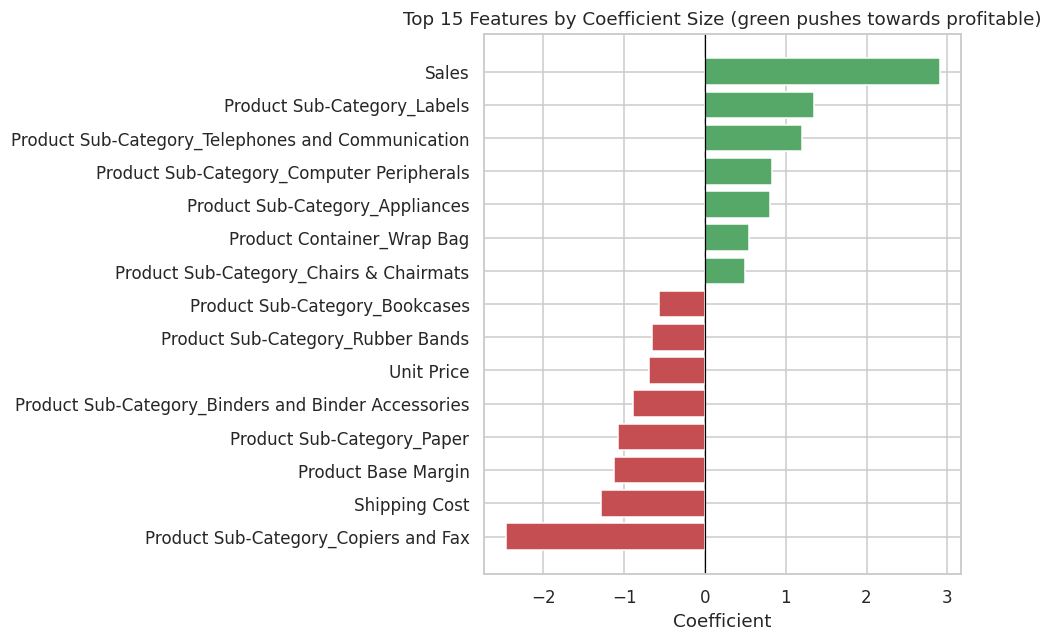 Top 15 Features by Coefficient Size (green pushes towards profitable)
Sales
Product Sub-Category_Labels
Product Sub-Category_Telephones and Communication
Product Sub-Category_Computer Peripherals
Product Sub-Category_Appliances
Product Container_Wrap Bag
Product Sub-Category_Chairs & Chairmats
Product Sub-Category_Bookcases
Product Sub-Category_Rubber Bands
Unit Price
Product Sub-Category_Binders and Binder Accessories
Product Sub-Category_Paper
Product Base Margin
Shipping Cost
Product Sub-Category_Copiers and Fax
−2 −1 0 1 2 3
Coefficient